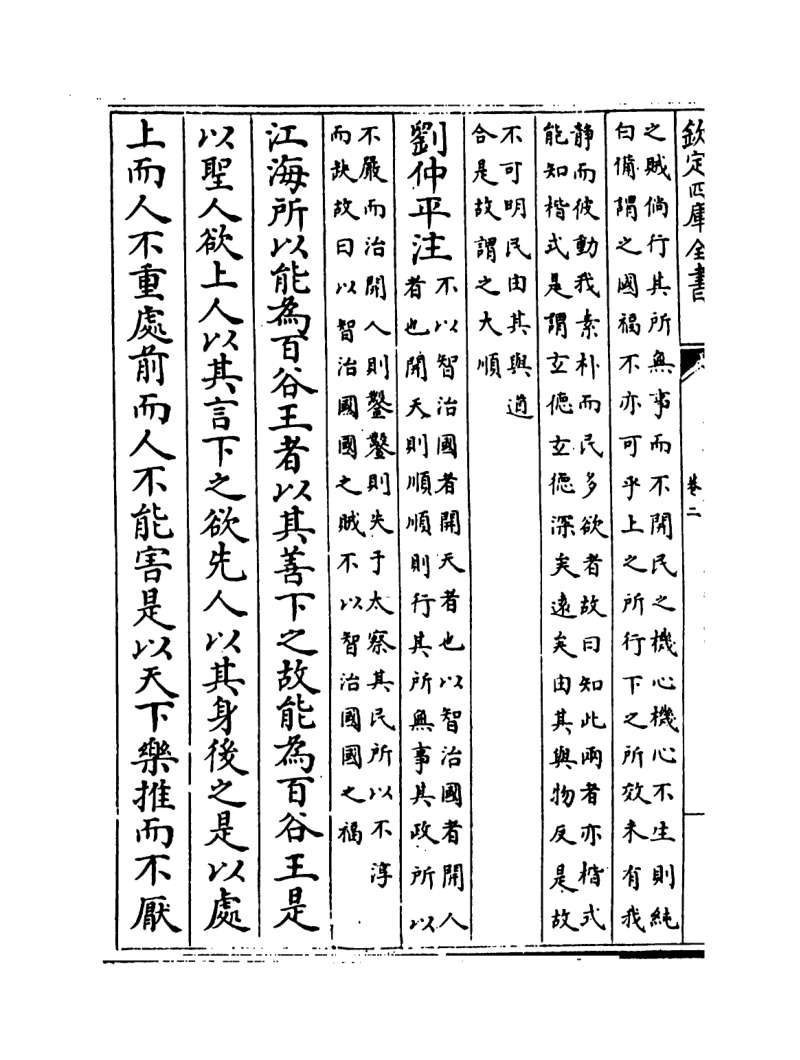 欽定四庫全書
卷二
之賊倘行其所無事而不開民之機心機心不生則純
白備謂之國福不亦可乎上之所行下之所效未有我
静而彼動我素朴而民多欲者故曰知此兩者亦楷式
能知楷式是謂玄德玄德深矣遠矣由其與物反是故
不可明民由其與道
合是故謂之大順
劉仲平注
不以智治國者開天者也以智治國者開人
者也開天則順順則行其所無事其政所以
不嚴而治開人則鑿鑿則失于太察其民所以不淳
而缺故曰以智治國國之賊不以智治國國之福
江海所以能為百谷王者以其善下之故能為百谷王是
以聖人欲上人以其言下之欲先人以其身後之是以處
上而人不重處前而人不能害是以天下樂推而不厭